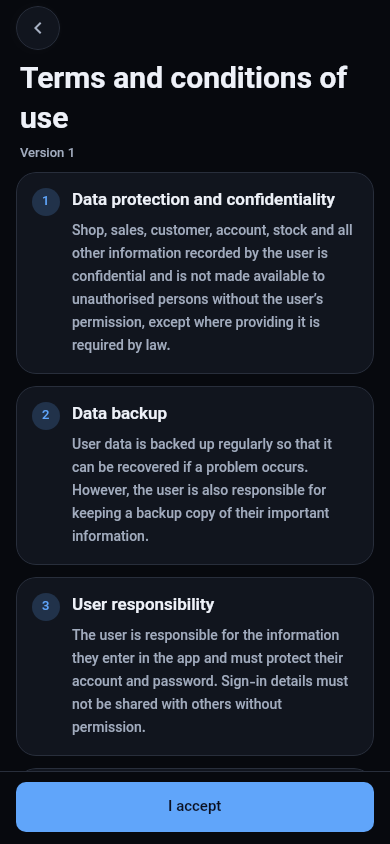 Terms and conditions of
use
Version 1
1
Data protection and confidentiality
Shop, sales, customer, account, stock and all
other information recorded by the user is
confidential and is not made available to
unauthorised persons without the user's
permission, except where providing it is
required by law.
2
Data backup
User data is backed up regularly so that it
can be recovered if a problem occurs.
However, the user is also responsible for
keeping a backup copy of their important
information.
3
User responsibility
The user is responsible for the information
they enter in the app and must protect their
account and password. Sign-in details must
not be shared with others without
permission.
I accept